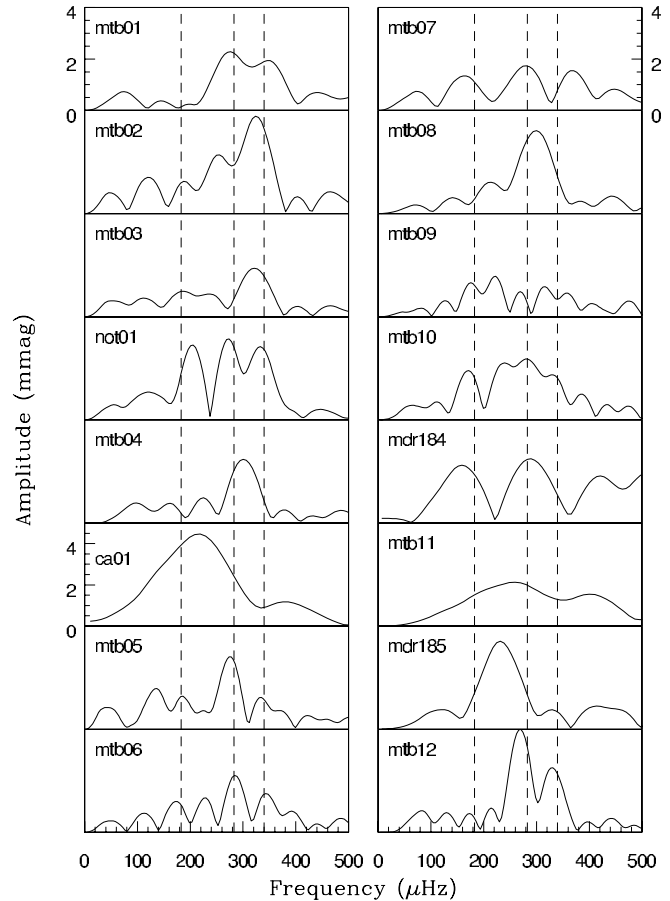 4
mtb01
2
0
mtb02
mtb03
not01
mtb04
4
ca01
2
0
mtb05
mtb06
0 100 200 300 400 500
4
mtb07
2
0
mtb08
mtb09
mtb10
mdr184
mtb11
mdr185
mtb12
0 100 200 300 400 500
Amplitude (mmag)
Frequency (μHz)